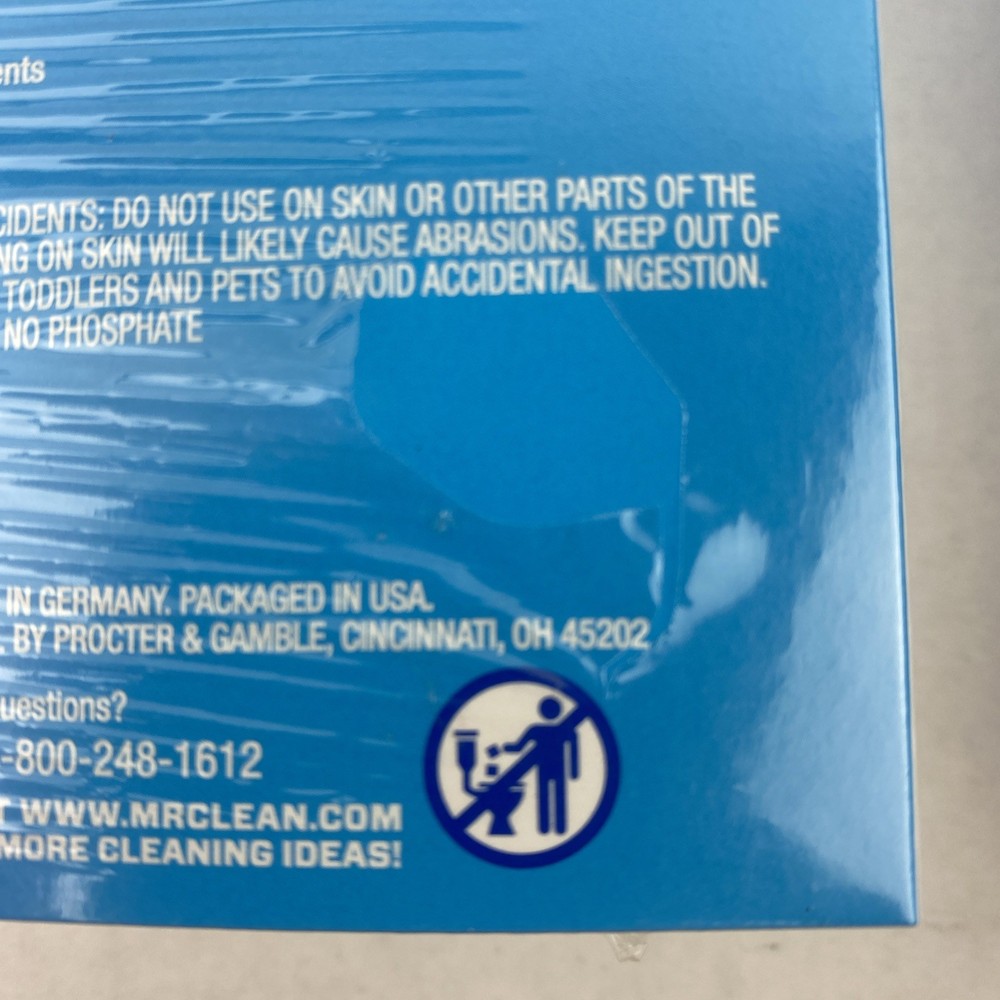 ents
CIDENTS: DO NOT USE ON SKIN OR OTHER PARTS OF THE
NG ON SKIN WILL LIKELY CAUSE ABRASIONS. KEEP OUT OF
TODDLERS AND PETS TO AVOID ACCIDENTAL INGESTION.
NO PHOSPHATE
IN GERMANY. PACKAGED IN USA.
. BY PROCTER & GAMBLE, CINCINNATI, OH 45202
uestions?
-800-248-1612
T WWW.MRCLEAN.COM
MORE CLEANING IDEAS!